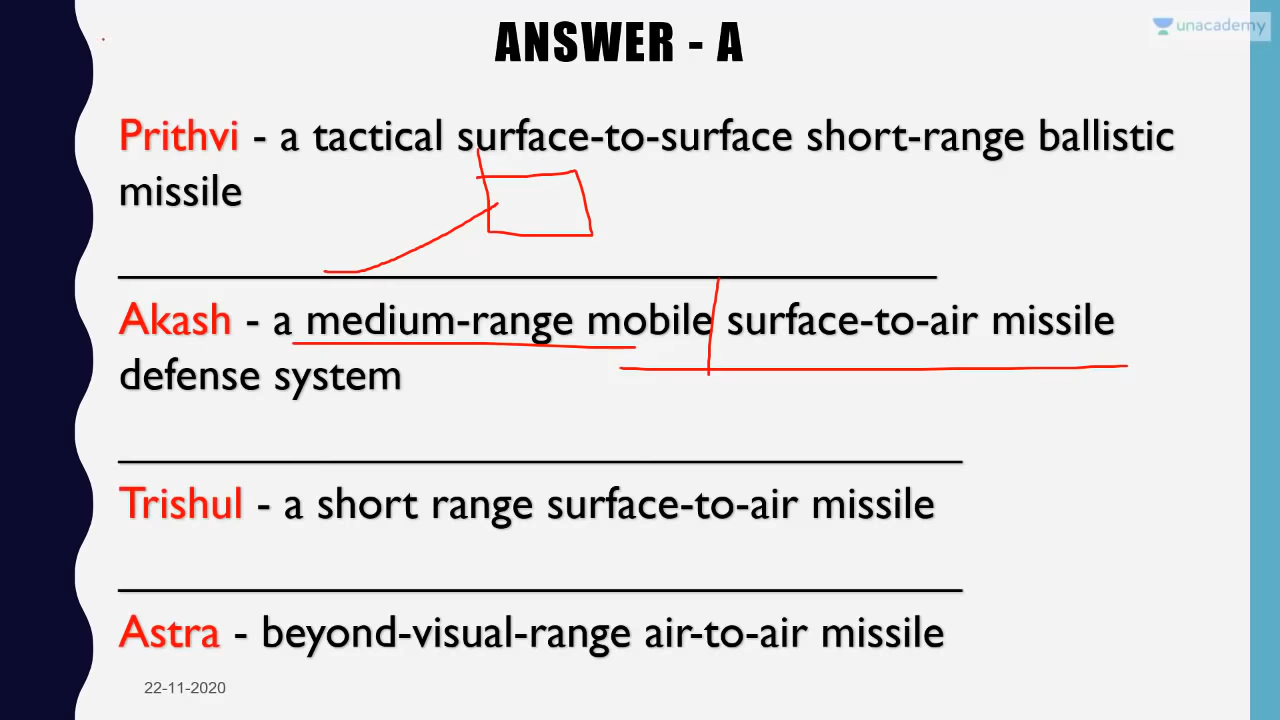 ANSWER - A
unacademy
Prithvi - a tactical surface-to-surface short-range ballistic
missile
Akash - a medium-range mobile surface-to-air missile
defense system
Trishul - a short range surface-to-air missile
Astra - beyond-visual-range air-to-air missile
22-11-2020